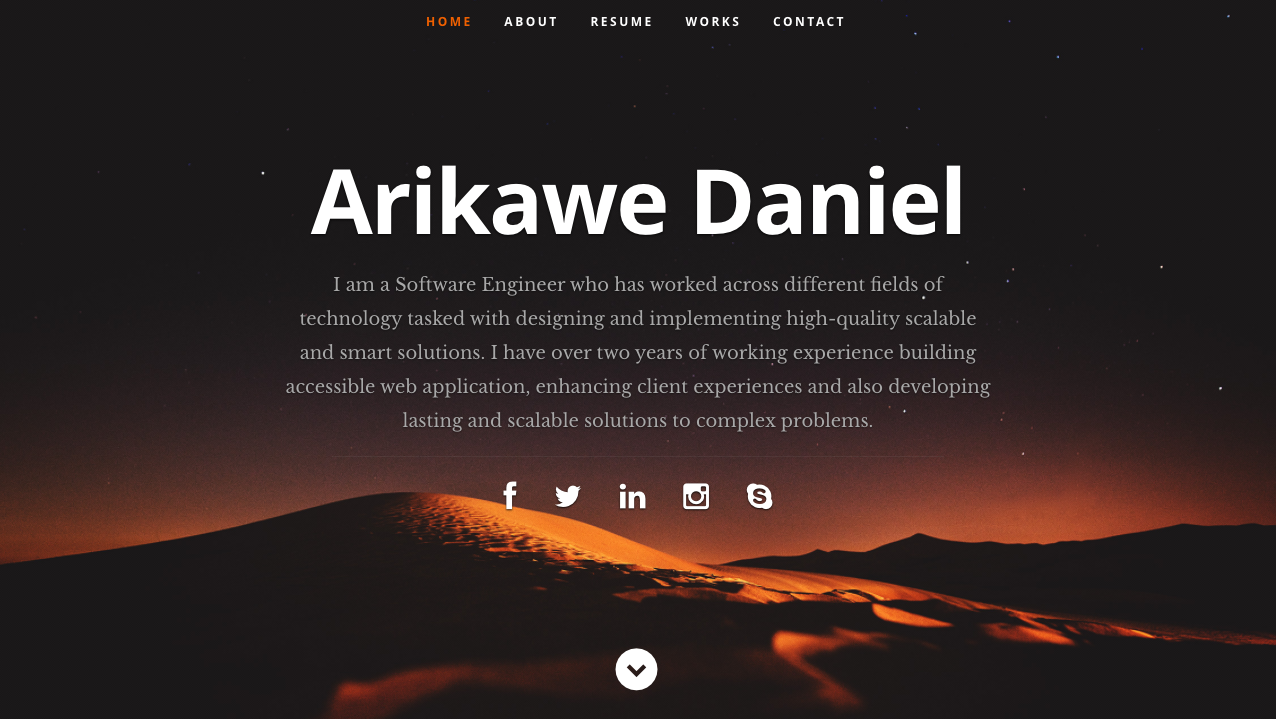 HOME ABOUT RESUME WORKS CONTACT
Arikawe Daniel
I am a Software Engineer who has worked across different fields of
technology tasked with designing and implementing high-quality scalable
and smart solutions. I have over two years of working experience building
accessible web application, enhancing client experiences and also developing
lasting and scalable solutions to complex problems.